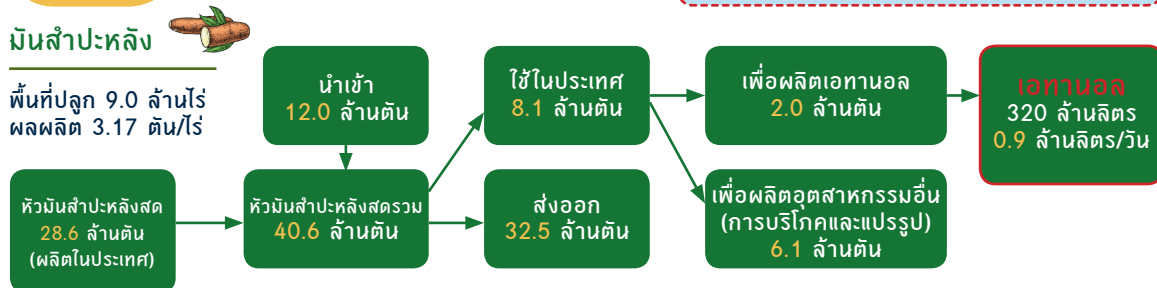 มันสำปะหลัง
พื้นที่ปลูก 9.0 ล้านไร่
ผลผลิต 3.17 ตัน/ไร่
นำเข้า
12.0 ล้านตัน
หัวมันสำปะหลังสด
28.6 ล้านตัน
(ผลิตในประเทศ)
หัวมันสำปะหลังสดรวม
40.6 ล้านตัน
ใช้ในประเทศ
8.1 ล้านตัน
ส่งออก
32.5 ล้านตัน
เพื่อผลิตเอทานอล
2.0 ล้านตัน
เพื่อผลิตอุตสาหกรรมอื่น
(การบริโภคและแปรรูป)
6.1 ล้านตัน
เอทานอล
320 ล้านลิตร
0.9 ล้านลิตร/วัน